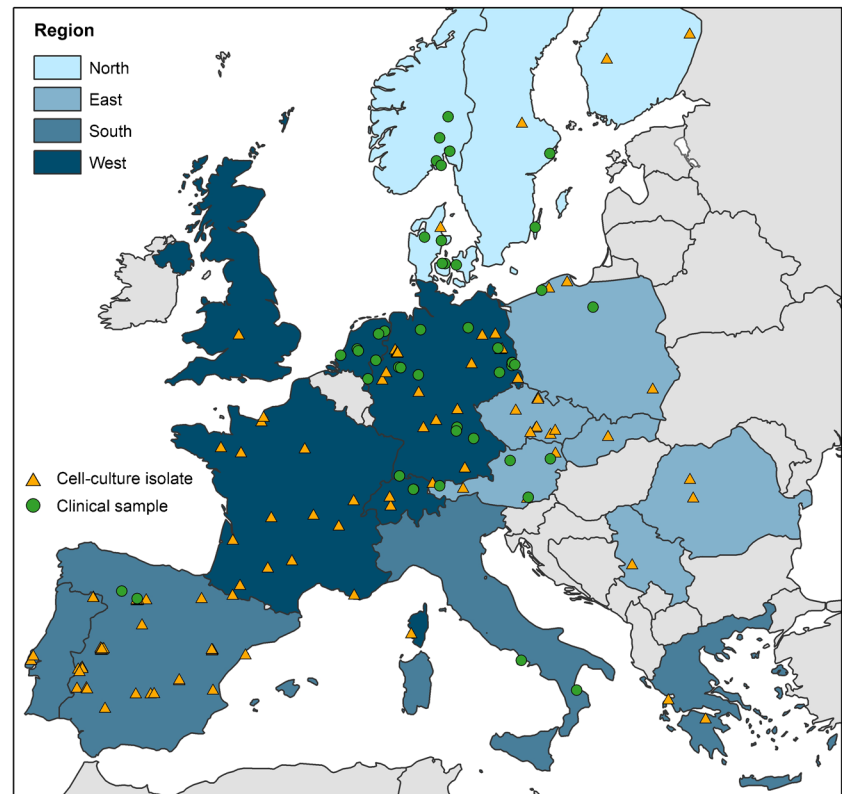 Region
North
East
South
West
Cell-culture isolate
Clinical sample